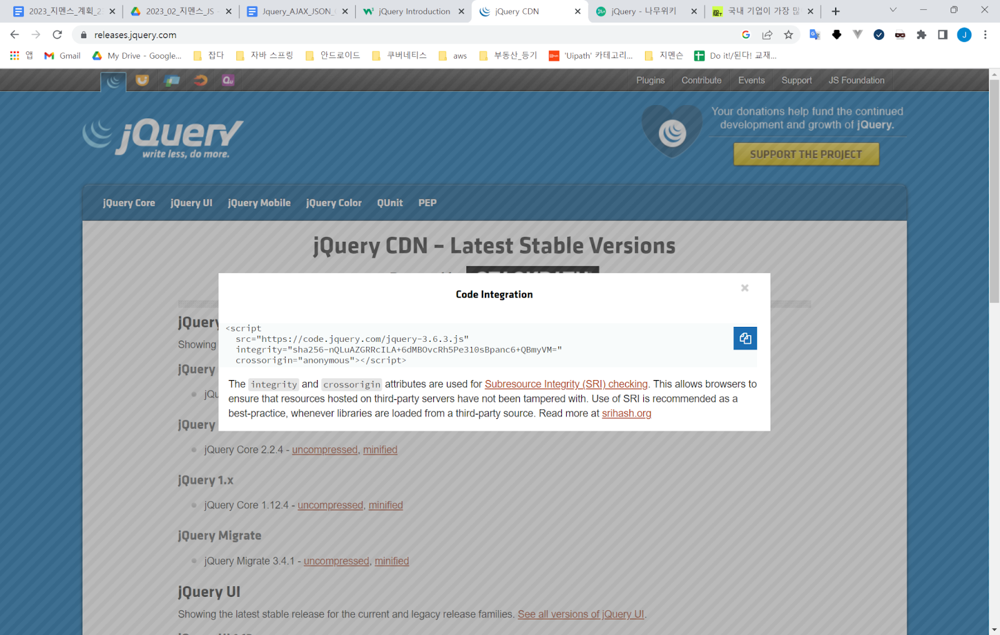 2023_지멘스_계획_2
2023_02_지멘스_JS -
Jquery_AJAX_JSON_
jQuery Introduction
jQuery CDN
jQuery - 나무위키
국내 기업이 가장 많
releases.jquery.com
J
앱
Gmail
My Drive - Google...
잡다
자바 스프링
안드로이드
쿠버네티스
aws
부동산_등기
'Uipath' 카테고리...
지멘슨
Do it!/된다! 교재...
Qu
Plugins
Contribute
Events
Support
JS Foundation
jQuery
write less, do more.
Your donations help fund the continued
development and growth of jQuery.
SUPPORT THE PROJECT
jQuery Core
jQuery UI
jQuery Mobile
jQuery Color
QUnit
PEP
jQuery CDN – Latest Stable Versions
Code Integration
<script
src="https://code.jquery.com/jquery-3.6.3.js"
integrity="sha256-nQLuAZGRRcILA+6dMBOvcRh5Pe310sBpanc6+QBmyVM="
crossorigin="anonymous"></script>
The integrity and crossorigin attributes are used for Subresource Integrity (SRI) checking. This allows browsers to
ensure that resources hosted on third-party servers have not been tampered with. Use of SRI is recommended as a
best-practice, whenever libraries are loaded from a third-party source. Read more at srihash.org
jQuery
Showing
jQuery
jQu
jQuery
jQuery Core 2.2.4 - uncompressed, minified
jQuery 1.x
jQuery Core 1.12.4 - uncompressed, minified
jQuery Migrate
jQuery Migrate 3.4.1 - uncompressed, minified
jQuery UI
Showing the latest stable release for the current and legacy release families. See all versions of jQuery UI.